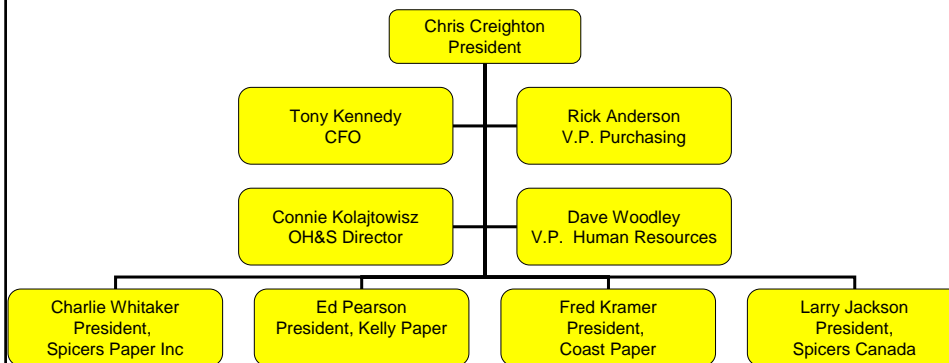 Chris Creighton
President
Tony Kennedy
CFO
Rick Anderson
V.P. Purchasing
Connie Kolajtowisz
OH&S Director
Dave Woodley
V.P. Human Resources
Charlie Whitaker
President,
Spicers Paper Inc
Ed Pearson
President, Kelly Paper
Fred Kramer
President,
Coast Paper
Larry Jackson
President,
Spicers Canada